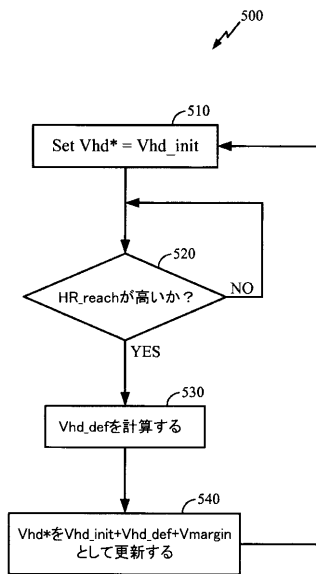 500
510
Set Vhd* = Vhd_init
520
HR_reachが高いか？
NO
YES
530
Vhd_defを計算する
540
Vhd*をVhd_init+Vhd_def+Vmargin
として更新する